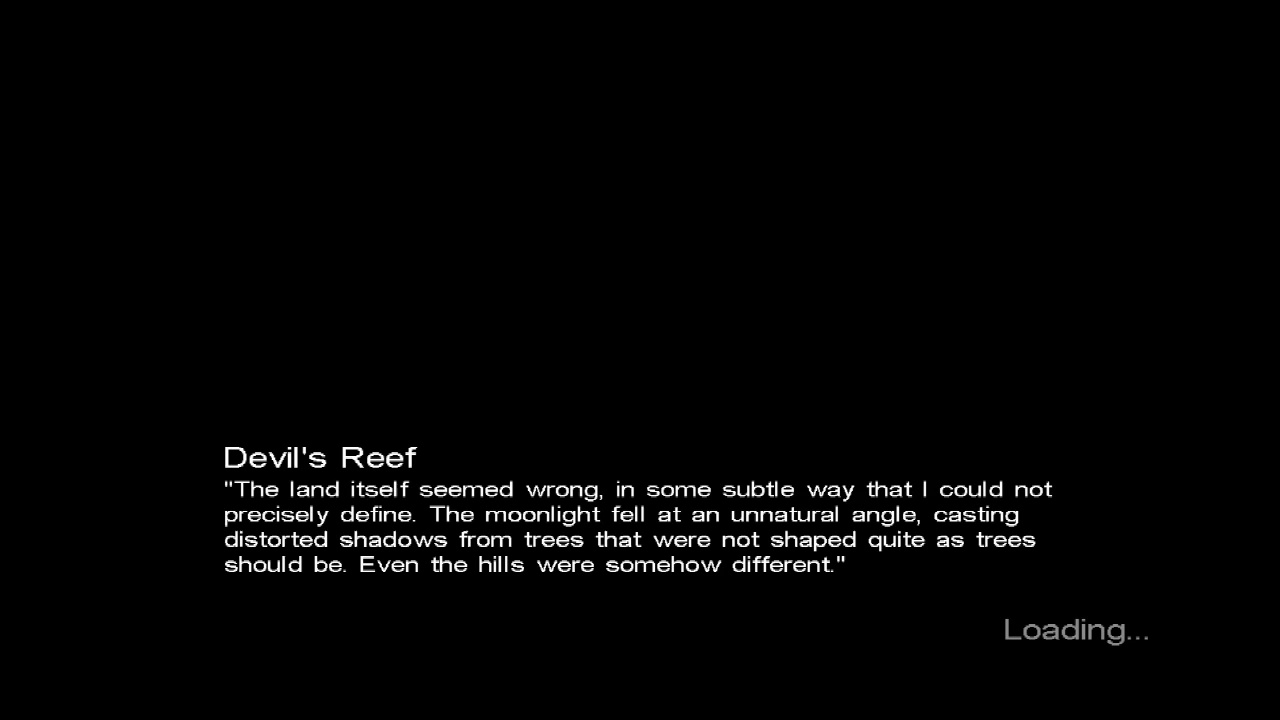 Devil's Reef
"The land itself seemed wrong, in some subtle way that I could not
precisely define. The moonlight fell at an unnatural angle, casting
distorted shadows from trees that were not shaped quite as trees
should be. Even the hills were somehow different."
Loading...